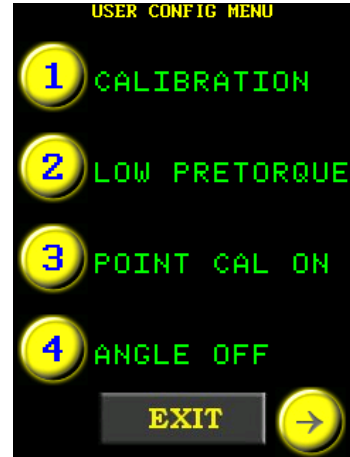 USER CONFIG MENU
1 CALIBRATION
2 LOW PRETORQUE
3 POINT CAL ON
4 ANGLE OFF
EXIT →